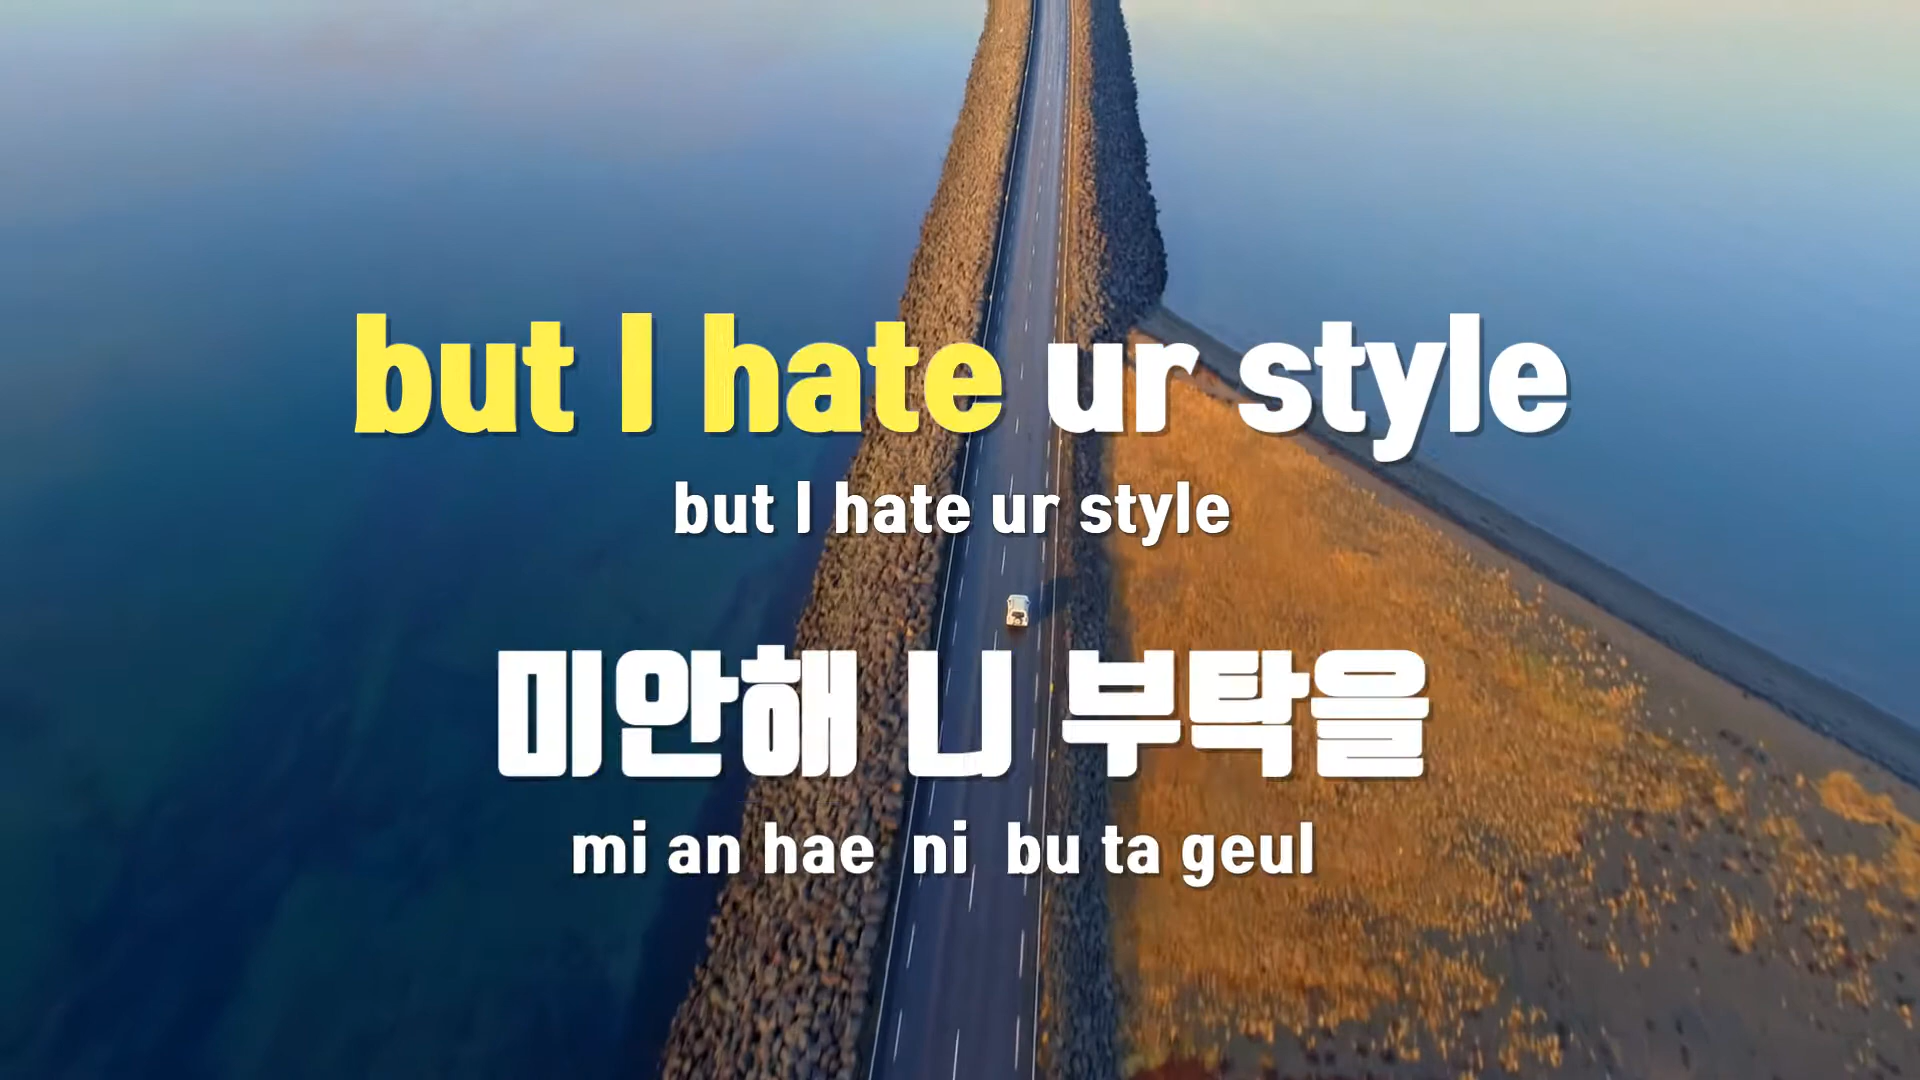 but I hate ur style
but I hate ur style
미안해 니 부탁을
mi an hae ni bu ta geul